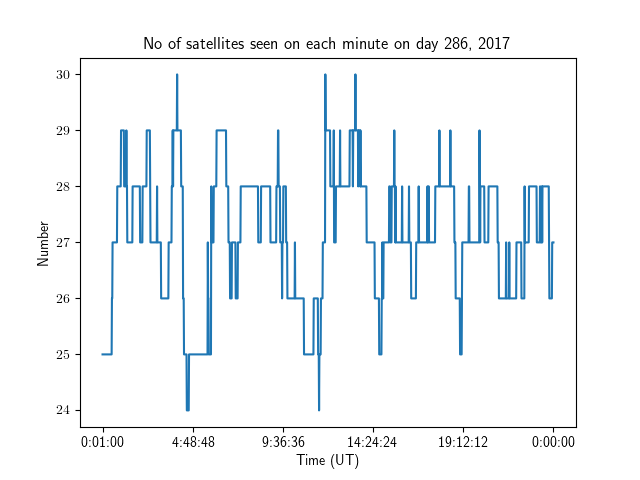 No of satellites seen on each minute on day 286, 2017
30
29
28
27
26
25
24
Number
0:01:00 4:48:48 9:36:36 14:24:24 19:12:12 0:00:00
Time (UT)